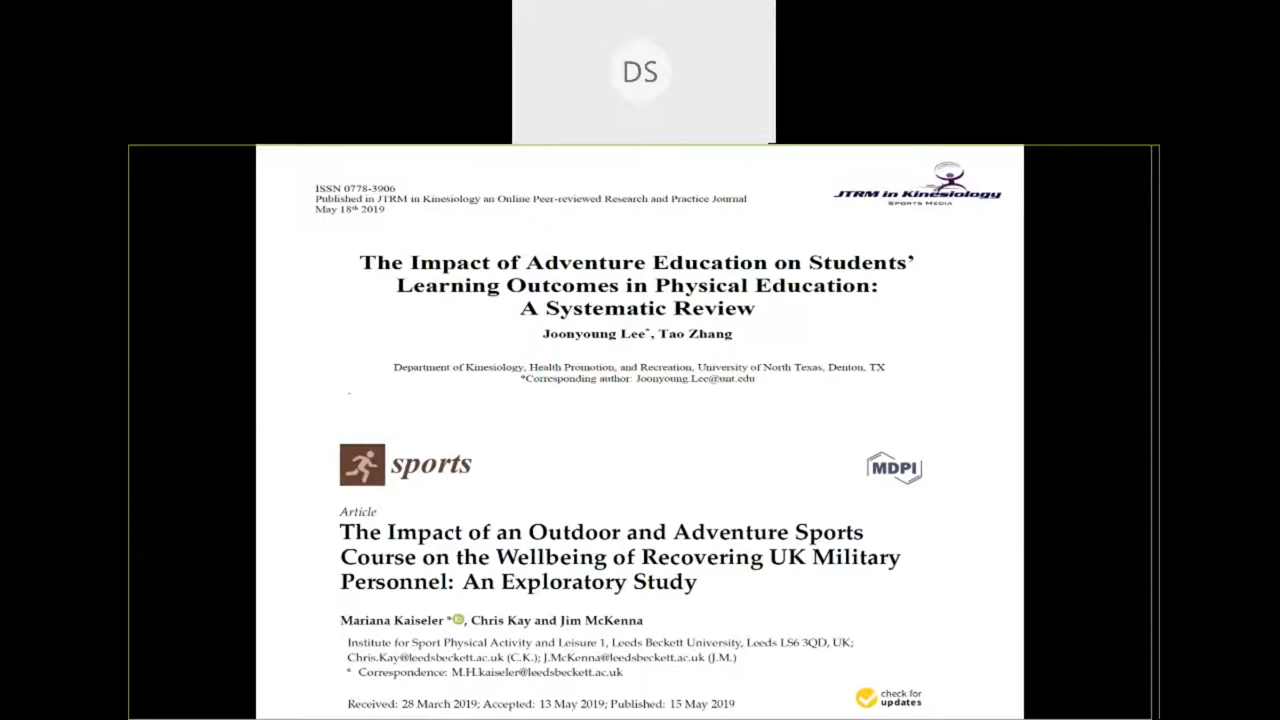 DS
ISSN 0778-3906
Published in JTRM in Kinesiology an Online Peer-reviewed Research and Practice Journal
May 18th 2019
JTRM in Kinesiology
SPORTS MEDIA
The Impact of Adventure Education on Students'
Learning Outcomes in Physical Education:
A Systematic Review
Joonyoung Lee*, Tao Zhang
Department of Kinesiology, Health Promotion, and Recreation, University of North Texas, Denton, TX
*Corresponding author: Joonyoung.Lee@unt.edu
sports
MDPI
Article
The Impact of an Outdoor and Adventure Sports
Course on the Wellbeing of Recovering UK Military
Personnel: An Exploratory Study
Mariana Kaiseler *, Chris Kay and Jim McKenna
Institute for Sport Physical Activity and Leisure 1, Leeds Beckett University, Leeds LS6 3QD, UK;
Chris.Kay@leedsbeckett.ac.uk (C.K.); J.McKenna@leedsbeckett.ac.uk (J.M.)
* Correspondence: M.H.kaiseler@leedsbeckett.ac.uk
Received: 28 March 2019; Accepted: 13 May 2019; Published: 15 May 2019
check for
updates